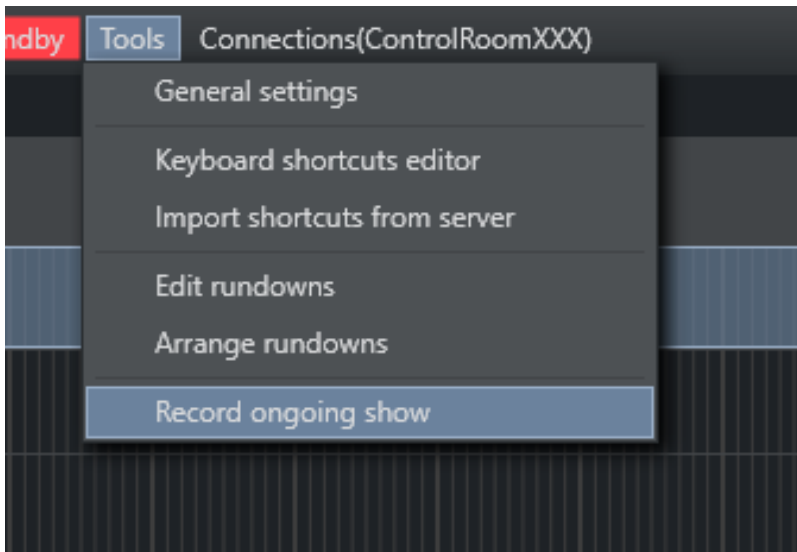 ndby Tools Connections(ControlRoomXXX)
General settings
Keyboard shortcuts editor
Import shortcuts from server
Edit rundowns
Arrange rundowns
Record ongoing show